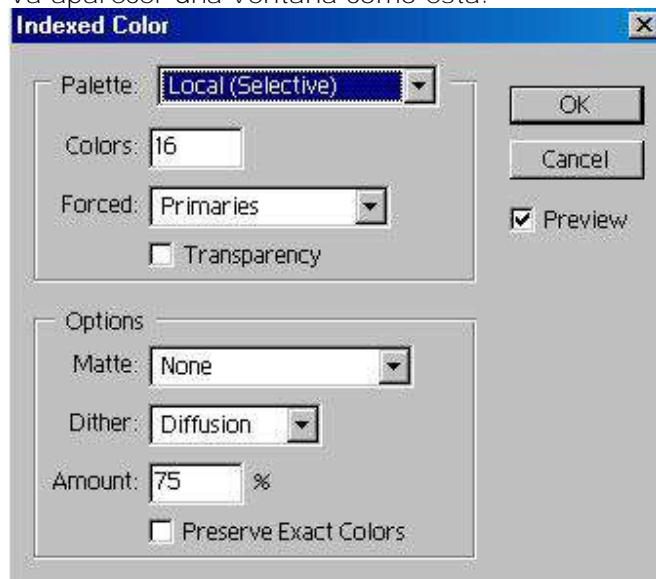 va aparecer una ventana como esta:
Indexed Color
Palette: Local (Selective)
OK
Colors: 16
Cancel
Forced: Primaries
Preview
Transparency
Options
Matte: None
Dither: Diffusion
Amount: 75 %
Preserve Exact Colors